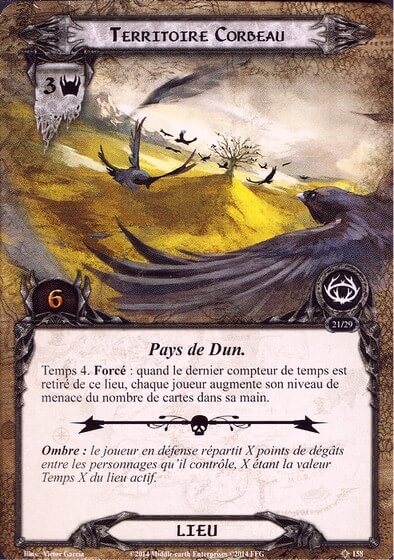 TERRITOIRE CORBEAU
3
6
21/29
Pays de Dun.
Temps 4. Forcé : quand le dernier compteur de temps est
retiré de ce lieu, chaque joueur augmente son niveau de
menace du nombre de cartes dans sa main.
Ombre : le joueur en défense répartit X points de dégâts
entre les personnages qu'il contrôle, X étant la valeur
Temps X du lieu actif.
LIEU
Illus. Victor Garcia ©2014 Middle-earth Enterprises ©2014 FFG 158